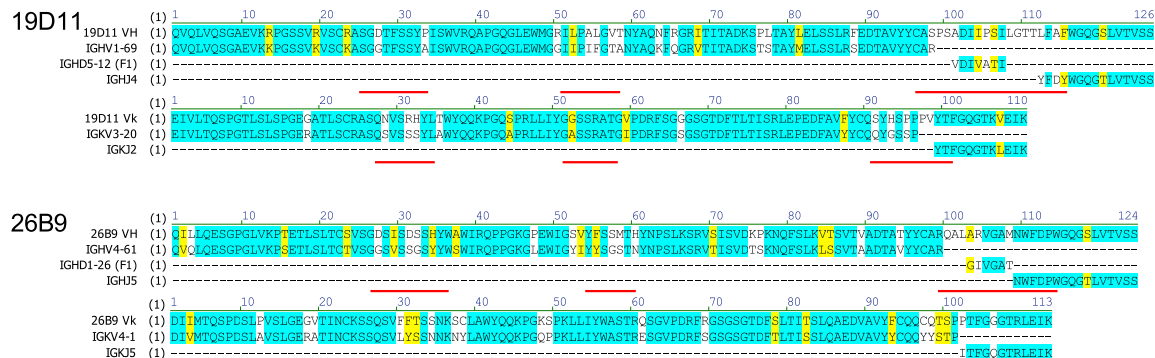 19D11
(1) 1 10 20 30 40 50 60 70 80 90 100 110 126
19D11 VH (1) QVQLVQSGAEVKRPGSSVRVSCRASGDTFSSYPISWVRQAPGQGLEWMGRILPALGVTNYAQNFRGRITITADKSPLTAYLELSSLRFEDTAVYYCASPSADIIPSILGTTLFAFWGQGSLVTVSS
IGHV1-69 (1) QVQLVQSGAEVKKPGSSVKVSCKASGGTFSSYAISWVRQAPGQGLEWMGGIIPIFGTANYAQKFQGRVTITADKSTSTAYMELSSLRSEDTAVYYCAR----------------------------
IGHD5-12 (F1) (1) ----------------------------------------------------------------------------------------------------VDIVATI-------------------
IGHJ4 (1) ---------------------------------------------------------------------------------------------------------------YFDYWGQGTLVTVSS
(1) 1 10 20 30 40 50 60 70 80 90 100 110
19D11 Vk (1) EIVLTQSPGTLSLSPGEGATLSCRASQNVSRHYLTWYQQKPGQSPRLLIYGGSSRATGVPDRFSGGGSGTDFTLTISRLEPEDFAVFYCQSYHSPPPVYTFGQGTKVEIK
IGKV3-20 (1) EIVLTQSPGTLSLSPGERATLSCRASQSVSSSYLAWYQQKPGQAPRLLIYGASSRATGIPDRFSGSGSGTDFTLTISRLEPEDFAVYYCQQYGSSP--------------
IGKJ2 (1) --------------------------------------------------------------------------------------------------YTFGQGTKLEIK
26B9
(1) 1 10 20 30 40 50 60 70 80 90 100 110 124
26B9 VH (1) QILLQESGPGLVKPTETLSLTCSVSGDSISDSSHYWAWIRQPPGKGPEWIGSVYFSSMTHYNPSLKSRVSISVDKPKNQFSLKVTSVTVADTATYYCARQALARVGAMNWFDPWGQGSLVTVSS
IGHV4-61 (1) QVQLQESGPGLVKPSETLSLTCTVSGGSVSSGSYYWSWIRQPPGKGLEWIGYIYYSGSTNYNPSLKSRVTISVDTSKNQFSLKLSSVTAADTAVYYCAR-------------------------
IGHD1-26 (F1) (1) ------------------------------------------------------------------------------------------------------GIVGAT----------------
IGHJ5 (1) ------------------------------------------------------------------------------------------------------------NWFDPWGQGTLVTVSS
(1) 1 10 20 30 40 50 60 70 80 90 100 113
26B9 Vk (1) DIIMTQSPDSLPVSLGEGVTINCKSSQSVFFTSSNKSCLAWYQQKPGKSPKLLIYWASTRQSGVPDRFRGSGSGTDFSLTITSLQAEDVAVYFCQQCQTSPPTFGGGTRLEIK
IGKV4-1 (1) DIVMTQSPDSLAVSLGERATINCKSSQSVLYSSNNKNYLAWYQQKPGQPPKLLIYWASTRESGVPDRFSGSGSGTDFTLTISSLQAEDVAVYYCQQYYSTP------------
IGKJ5 (1) -----------------------------------------------------------------------------------------------------ITFGQGTRLEIK